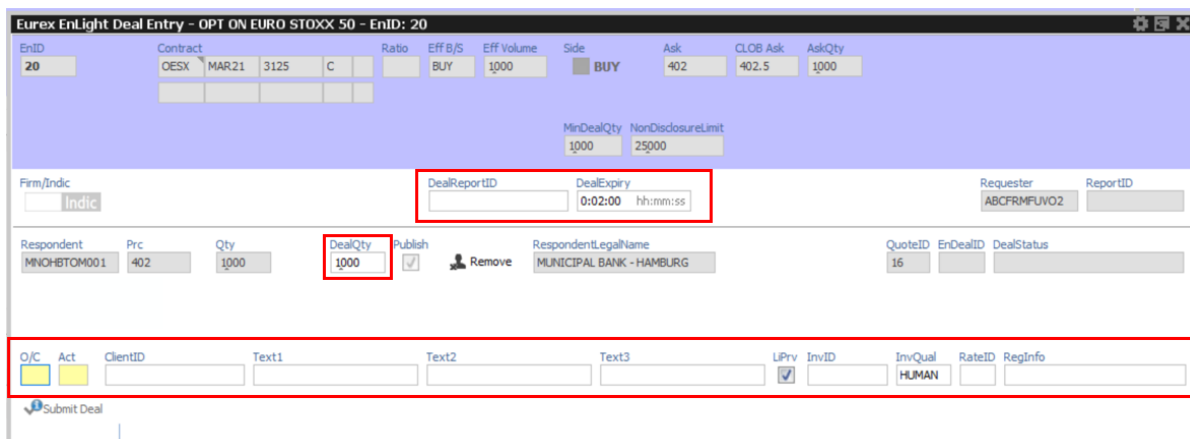 Eurex EnLight Deal Entry - OPT ON EURO STOXX 50 - EnID: 20
EnID Contract Ratio Eff B/S Eff Volume Side Ask CLOB Ask AskQty
20 OESX MAR21 3125 C BUY 1000 BUY 402 402.5 1000
MinDealQty NonDisclosureLimit
1000 25000
Firm/Indic DealReportID DealExpiry Requester ReportID
Indic 0:02:00 hh:mm:ss ABCFRMFUVO2
Respondent Prc Qty DealQty Publish RespondentLegalName QuoteID EnDealID DealStatus
MNOHBTOM001 402 1000 1000 Remove MUNICIPAL BANK - HAMBURG 16
O/C Act ClientID Text1 Text2 Text3 LiPrv InvID InvQual RateID RegInfo
HUMAN
Submit Deal